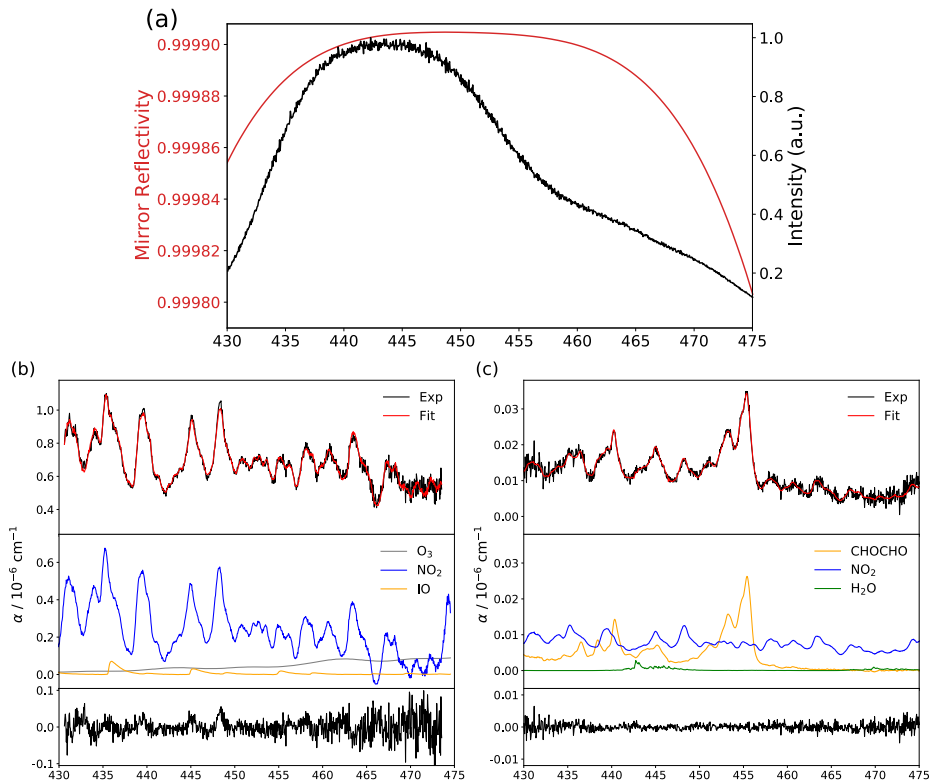 (a)
Mirror Reflectivity
0.99990
0.99988
0.99986
0.99984
0.99982
0.99980
1.0
0.8
0.6
0.4
0.2
Intensity (a.u.)
430 435 440 445 450 455 460 465 470 475
(b)
1.0
0.8
0.6
0.4
Exp
Fit
α / 10⁻⁶ cm⁻¹
0.6
0.4
0.2
0.0
O₃
NO₂
IO
0.1
0.0
-0.1
430 435 440 445 450 455 460 465 470 475
(c)
0.03
0.02
0.01
0.00
Exp
Fit
α / 10⁻⁶ cm⁻¹
0.03
0.02
0.01
0.00
CHOCHO
NO₂
H₂O
0.01
0.00
-0.01
430 435 440 445 450 455 460 465 470 475